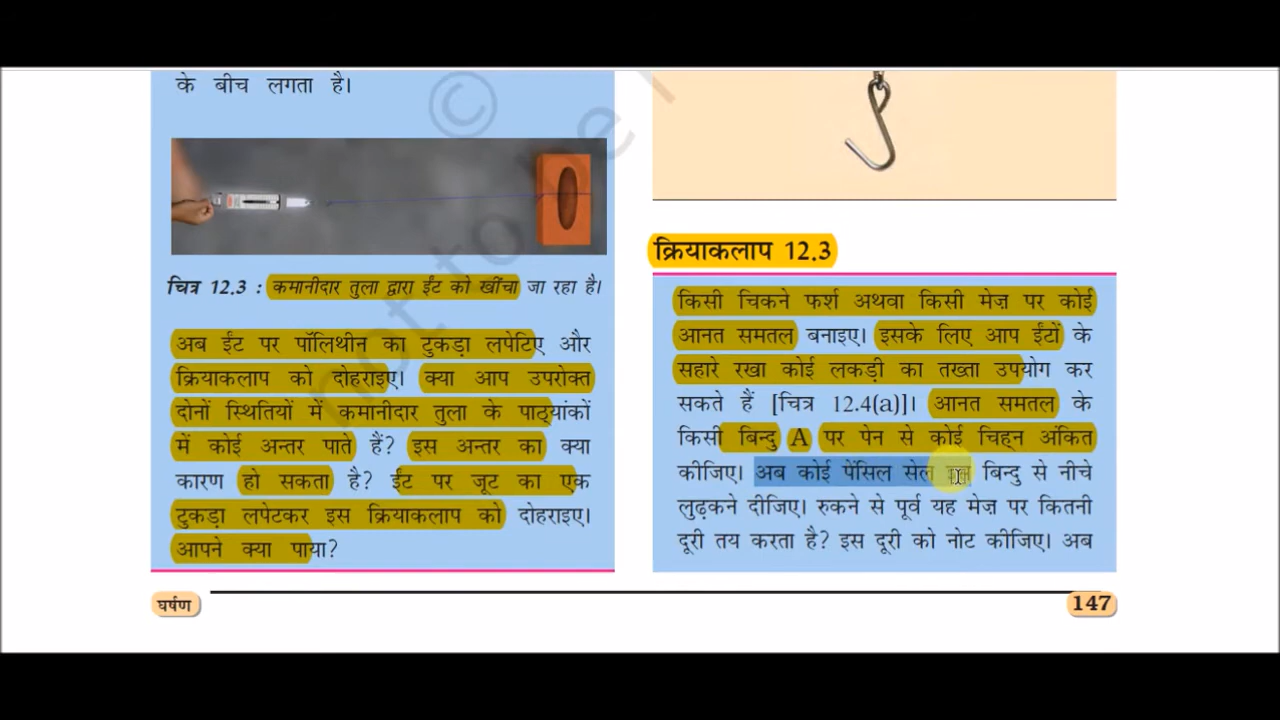 के बीच लगता है।
चित्र 12.3 : कमानीदार तुला द्वारा ईंट को खींचा जा रहा है।
अब ईंट पर पॉलिथीन का टुकड़ा लपेटिए और
क्रियाकलाप को दोहराइए। क्या आप उपरोक्त
दोनों स्थितियों में कमानीदार तुला के पाठ्यांकों
में कोई अन्तर पाते हैं? इस अन्तर का क्या
कारण हो सकता है? ईंट पर जूट का एक
टुकड़ा लपेटकर इस क्रियाकलाप को दोहराइए।
आपने क्या पाया?
क्रियाकलाप 12.3
किसी चिकने फर्श अथवा किसी मेज़ पर कोई
आनत समतल बनाइए। इसके लिए आप ईंटों के
सहारे रखा कोई लकड़ी का तख्ता उपयोग कर
सकते हैं [चित्र 12.4(a)]। आनत समतल के
किसी बिन्दु A पर पेन से कोई चिह्न अंकित
कीजिए। अब कोई पेंसिल सेल बिन्दु से नीचे
लुढ़कने दीजिए। रुकने से पूर्व यह मेज़ पर कितनी
दूरी तय करता है? इस दूरी को नोट कीजिए। अब
घर्षण
147
© not to be